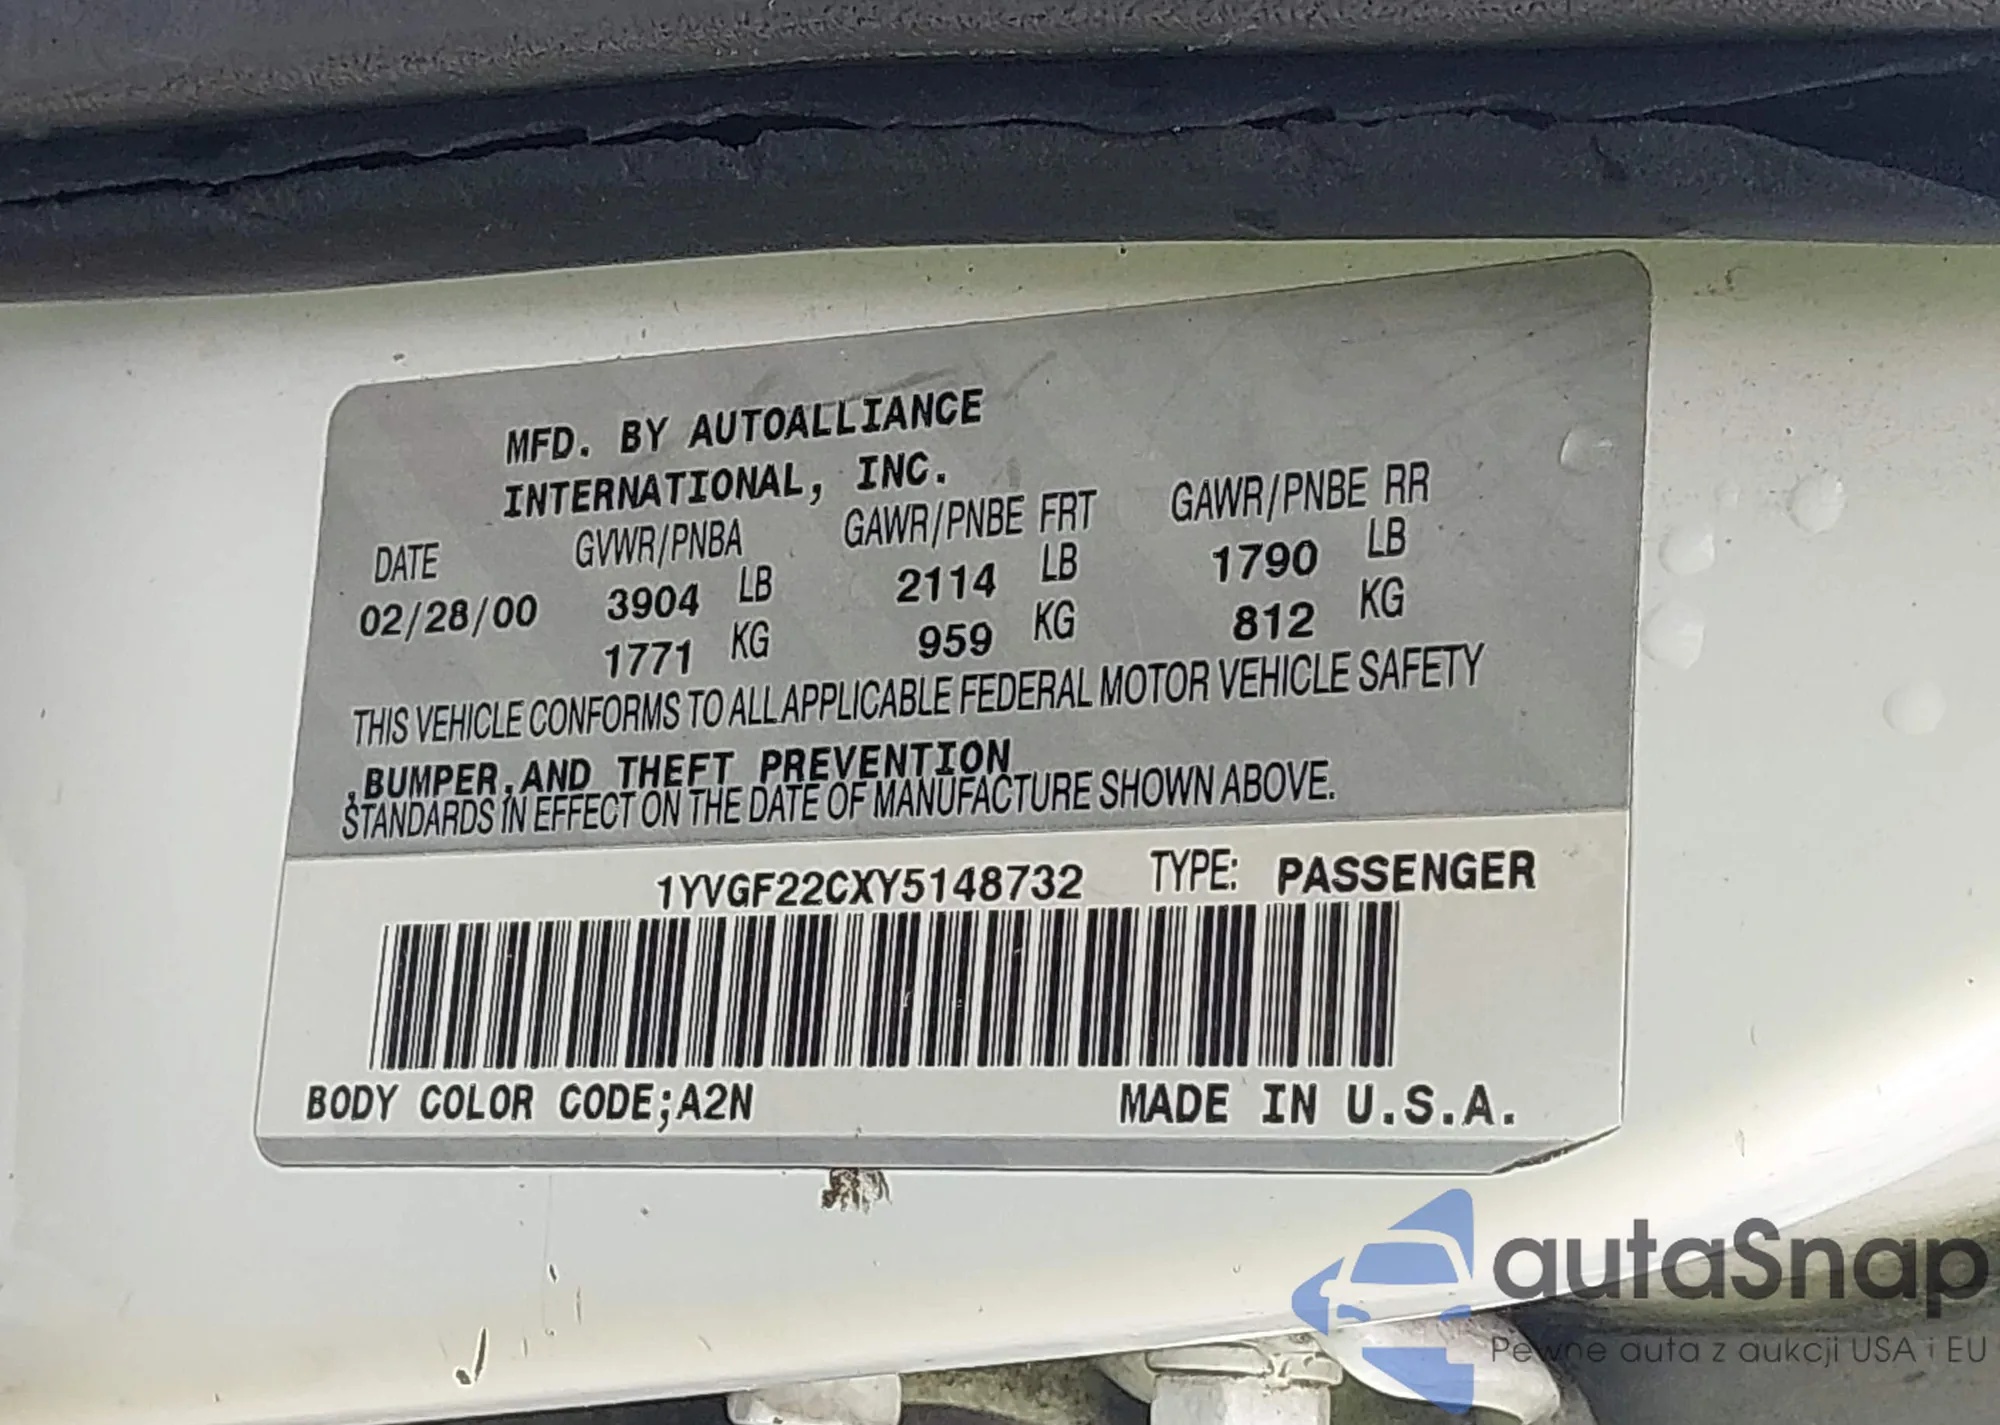 MFD. BY AUTOALLIANCE
INTERNATIONAL, INC.
DATE GVWR/PNBA GAWR/PNBE FRT GAWR/PNBE RR
02/28/00 3904 LB 2114 LB 1790 LB
1771 KG 959 KG 812 KG
THIS VEHICLE CONFORMS TO ALL APPLICABLE FEDERAL MOTOR VEHICLE SAFETY
,BUMPER,AND THEFT PREVENTION
STANDARDS IN EFFECT ON THE DATE OF MANUFACTURE SHOWN ABOVE.
1YVGF22CXY5148732 TYPE: PASSENGER
BODY COLOR CODE;A2N MADE IN U.S.A.
autaSnap
Pewne auta z aukcji USA i EU